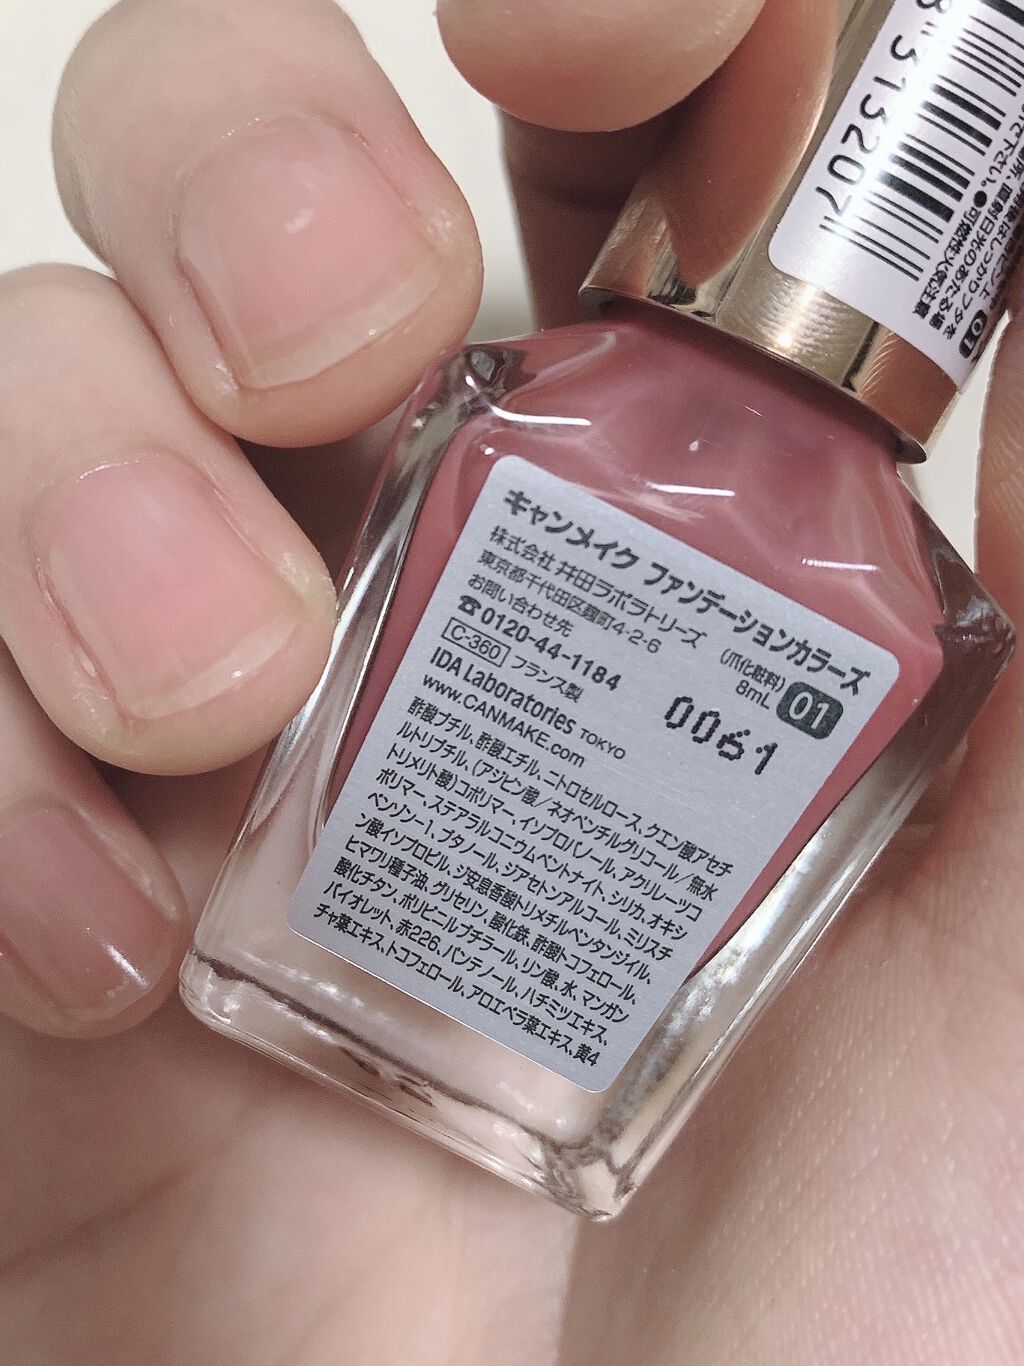 313207
可燃性火気注意
01
キャンメイク ファンデーションカラーズ
株式会社 井田ラボラトリーズ (爪化粧料)
東京都千代田区麹町4-2-6 8mL 01
お問い合わせ先
☎0120-44-1184
C-360 フランス製 0061
IDA Laboratories TOKYO
www.CANMAKE.com
酢酸ブチル、酢酸エチル、ニトロセルロース、クエン酸アセチ
ルトリブチル、(アジピン酸/ネオペンチルグリコール/無水
トリメリト酸)コポリマー、イソプロパノール、アクリレーツコ
ポリマー、ステアラルコニウムベントナイト、シリカ、オキシ
ベンゾン-1、ブタノール、ジアセトンアルコール、ミリスチ
ン酸イソプロピル、ジ安息香酸トリメチルペンタンジイル、
ヒマワリ種子油、グリセリン、酸化鉄、酢酸トコフェロール、
酸化チタン、ポリビニルブチラール、リン酸、水、マンガン
バイオレット、赤226、パンテノール、ハチミツエキス、
チャ葉エキス、トコフェロール、アロエベラ葉エキス、黄4